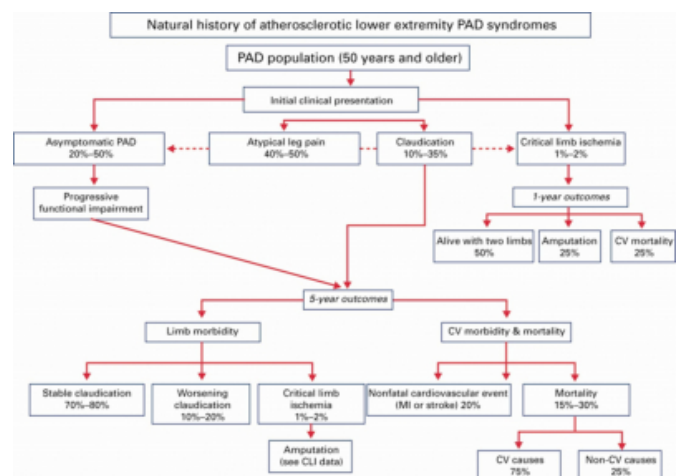 Natural history of atherosclerotic lower extremity PAD syndromes
PAD population (50 years and older)
Initial clinical presentation
Asymptomatic PAD
20%–50%
Atypical leg pain
40%–50%
Claudication
10%–35%
Critical limb ischemia
1%–2%
Progressive
functional impairment
1-year outcomes
Alive with two limbs
50%
Amputation
25%
CV mortality
25%
5-year outcomes
Limb morbidity
CV morbidity & mortality
Stable claudication
70%–80%
Worsening
claudication
10%–20%
Critical limb
ischemia
1%–2%
Nonfatal cardiovascular event
(MI or stroke) 20%
Mortality
15%–30%
Amputation
(see CLI data)
CV causes
75%
Non-CV causes
25%